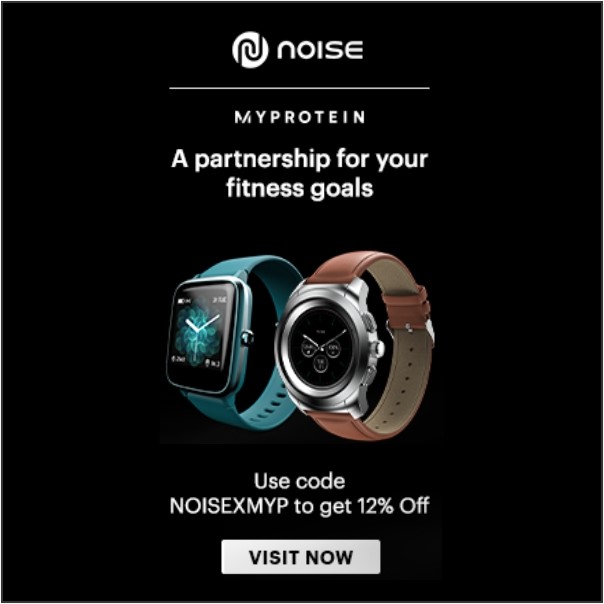 NOISE
MYPROTEIN
A partnership for your
fitness goals
Use code
NOISEXMYP to get 12% Off
VISIT NOW